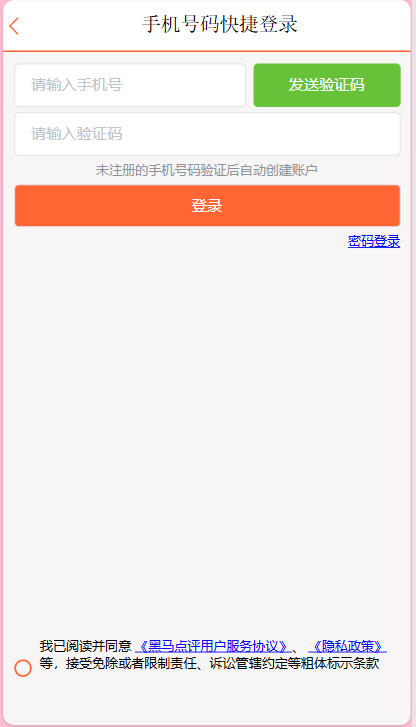 手机号码快捷登录
请输入手机号 发送验证码
请输入验证码
未注册的手机号码验证后自动创建账户
登录
密码登录
我已阅读并同意 《黑马点评用户服务协议》、 《隐私政策》
等，接受免除或者限制责任、诉讼管辖约定等粗体标示条款